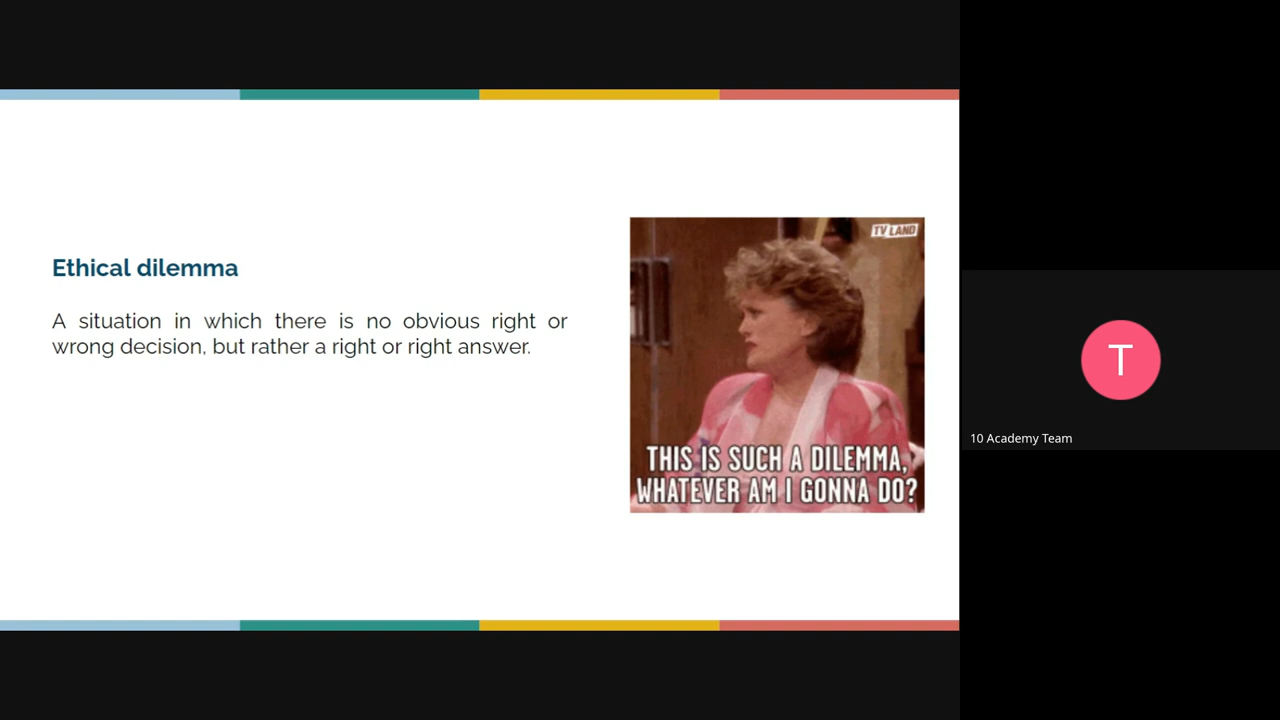 Ethical dilemma
A situation in which there is no obvious right or
wrong decision, but rather a right or right answer.
TV LAND
THIS IS SUCH A DILEMMA,
WHATEVER AM I GONNA DO?
T
10 Academy Team